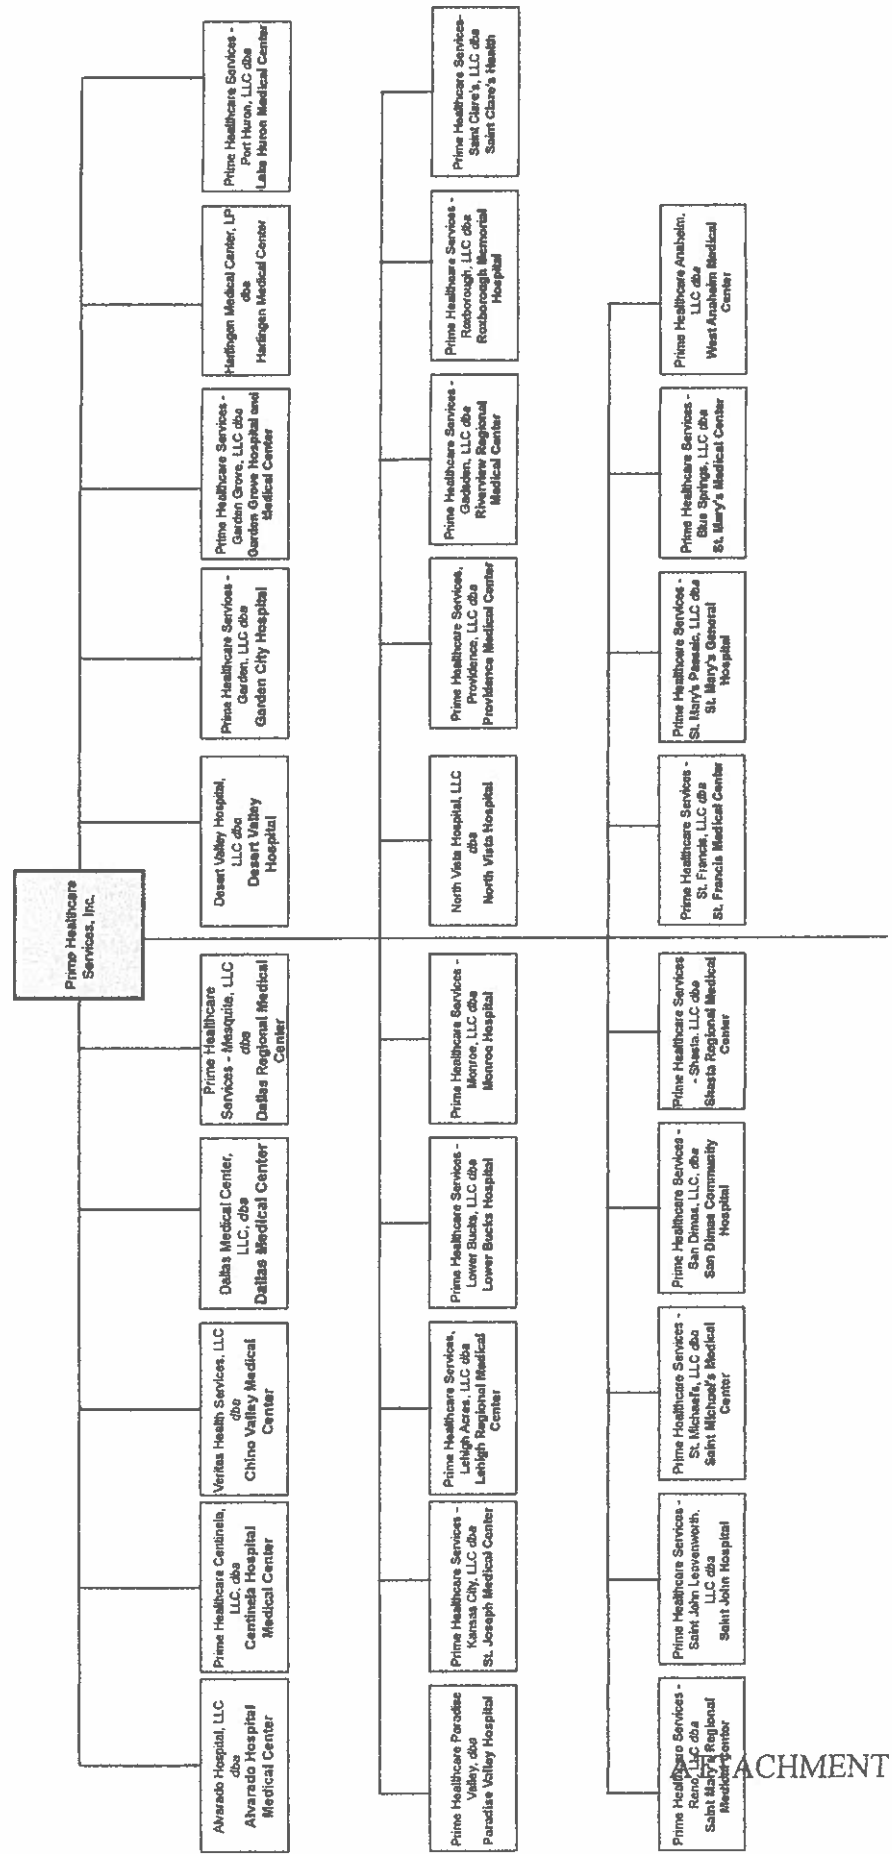 Prime Healthcare
Services, Inc.
Alvarado Hospital, LLC
dba
Alvarado Hospital
Medical Center
Prime Healthcare Centinela,
LLC, dba
Centinela Hospital
Medical Center
Veritas Health Services, LLC
dba
Chino Valley Medical
Center
Dallas Medical Center,
LLC, dba
Dallas Medical Center
Prime Healthcare
Services - Mesquite, LLC
dba
Dallas Regional Medical
Center
Desert Valley Hospital,
LLC dba
Desert Valley
Hospital
Prime Healthcare Services -
Garden, LLC dba
Garden City Hospital
Prime Healthcare Services -
Garden Grove, LLC dba
Garden Grove Hospital and
Medical Center
Harlingen Medical Center, LP
dba
Harlingen Medical Center
Prime Healthcare Services -
Port Huron, LLC dba
Lake Huron Medical Center
Prime Healthcare Paradise
Valley, dba
Paradise Valley Hospital
Prime Healthcare Services -
Kansas City, LLC dba
St. Joseph Medical Center
Prime Healthcare Services,
Lehigh Acres, LLC dba
Lehigh Regional Medical
Center
Prime Healthcare Services -
Lower Bucks, LLC dba
Lower Bucks Hospital
Prime Healthcare Services -
Monroe, LLC dba
Monroe Hospital
North Vista Hospital, LLC
dba
North Vista Hospital
Prime Healthcare Services,
Providence, LLC dba
Providence Medical Center
Prime Healthcare Services -
Gadsden, LLC dba
Riverview Regional
Medical Center
Prime Healthcare Services -
Roxborough, LLC dba
Roxborough Memorial
Hospital
Prime Healthcare Services-
Saint Clare's, LLC dba
Saint Clare's Health
Prime Healthcare Services -
Reno, LLC dba
Saint Mary's Regional
Medical Center
Prime Healthcare Services -
Saint John Leavenworth,
LLC dba
Saint John Hospital
Prime Healthcare Services -
St. Michael's, LLC dba
Saint Michael's Medical
Center
Prime Healthcare Services -
San Dimas, LLC, dba
San Dimas Community
Hospital
Prime Healthcare Services
- Shasta, LLC dba
Shasta Regional Medical
Center
Prime Healthcare Services -
St. Francis, LLC dba
St. Francis Medical Center
Prime Healthcare Services -
St. Mary's Passaic, LLC dba
St. Mary's General
Hospital
Prime Healthcare Services -
Blue Springs, LLC dba
St. Mary's Medical Center
Prime Healthcare Anaheim,
LLC dba
West Anaheim Medical
Center
ATTACHMENT